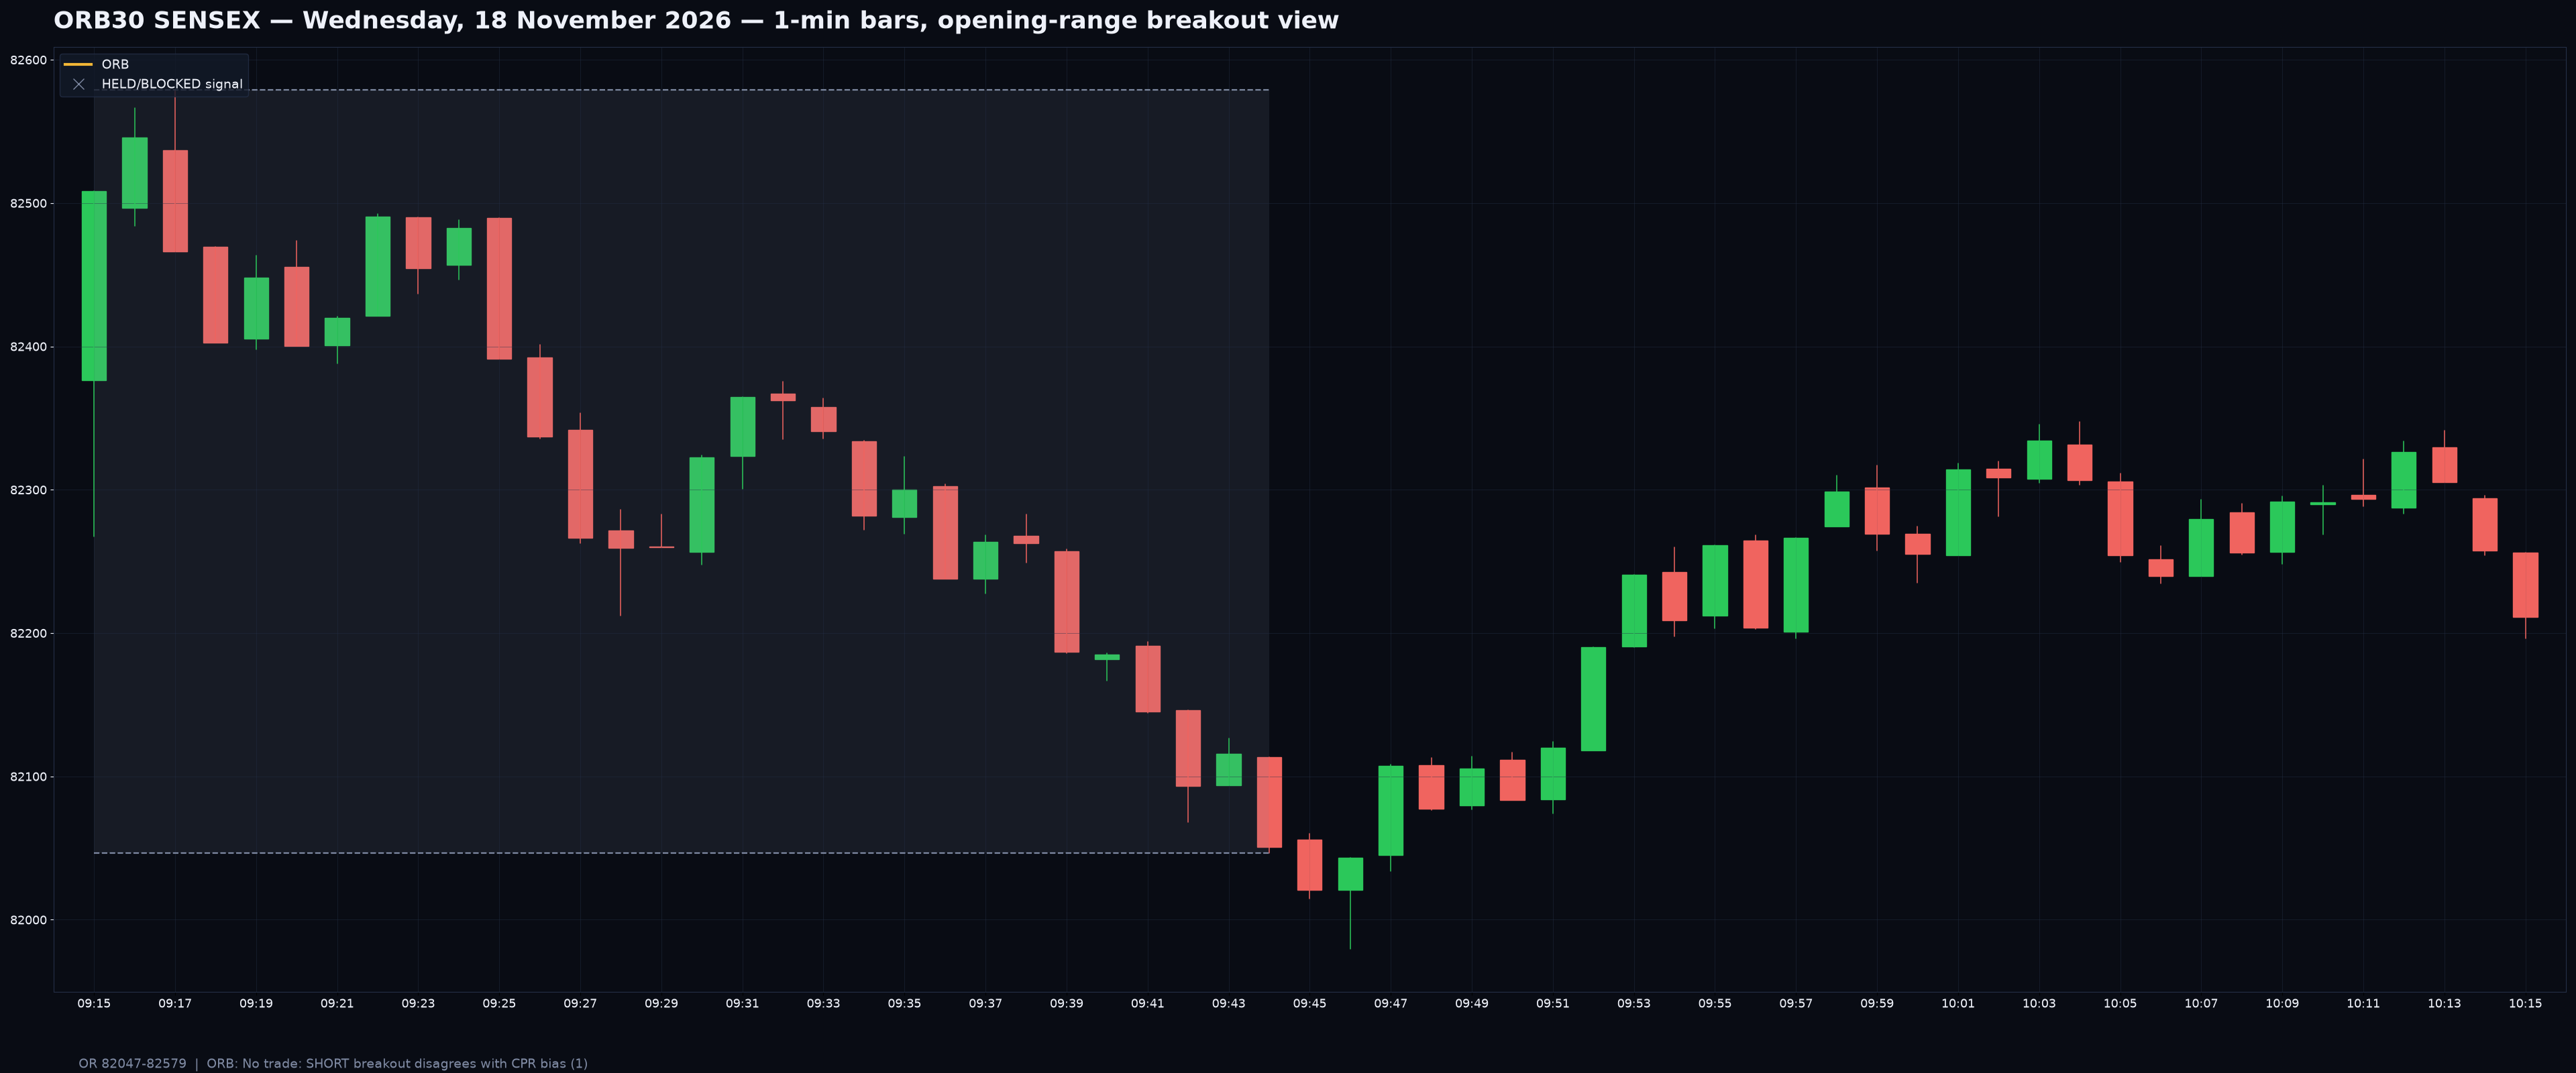 ORB30 SENSEX — Wednesday, 18 November 2026 — 1-min bars, opening-range breakout view
ORB
HELD/BLOCKED signal
82600
82500
82400
82300
82200
82100
82000
09:15 09:17 09:19 09:21 09:23 09:25 09:27 09:29 09:31 09:33 09:35 09:37 09:39 09:41 09:43 09:45 09:47 09:49 09:51 09:53 09:55 09:57 09:59 10:01 10:03 10:05 10:07 10:09 10:11 10:13 10:15
OR 82047-82579 | ORB: No trade: SHORT breakout disagrees with CPR bias (1)